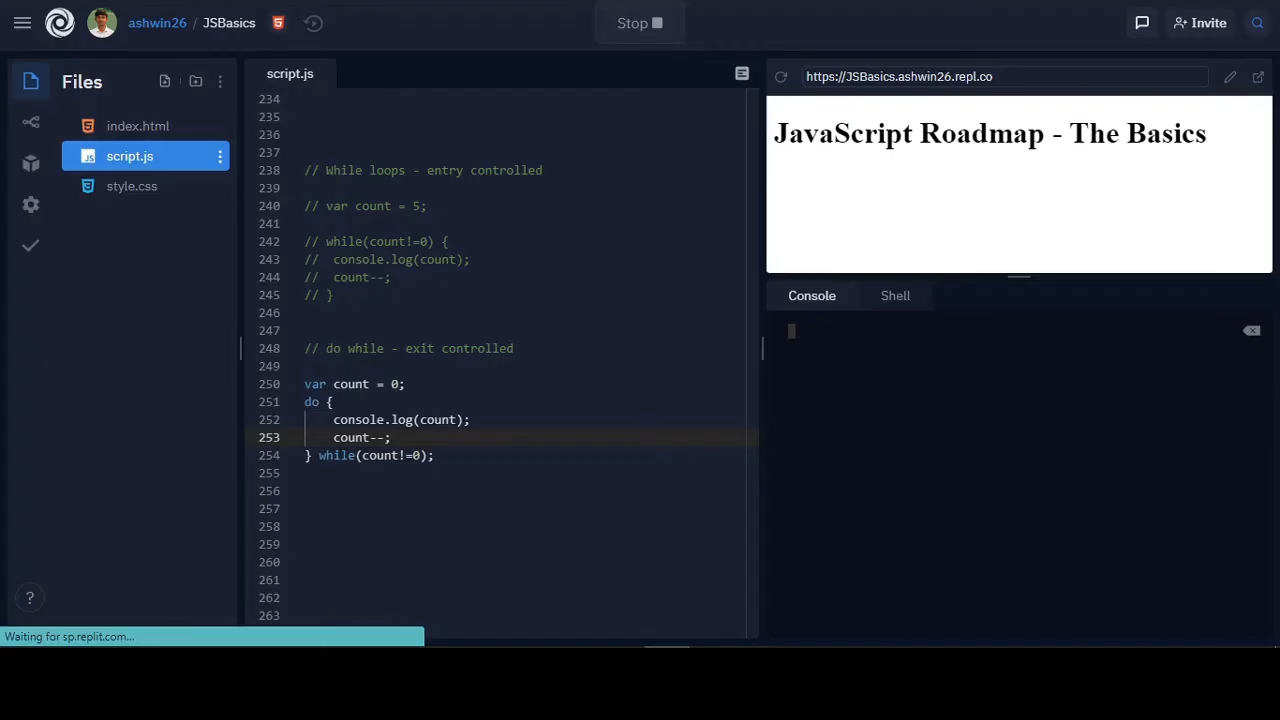 ashwin26 / JSBasics
Stop
Invite
Files
index.html
script.js
style.css
script.js
234
235
236
237
238 // While loops - entry controlled
239
240 // var count = 5;
241
242 // while(count!=0) {
243 //  console.log(count);
244 //  count--;
245 // }
246
247
248 // do while - exit controlled
249
250 var count = 0;
251 do {
252     console.log(count);
253     count--;
254 } while(count!=0);
255
256
257
258
259
260
261
262
263
https://JSBasics.ashwin26.repl.co
JavaScript Roadmap - The Basics
Console Shell
?
Waiting for sp.replit.com...